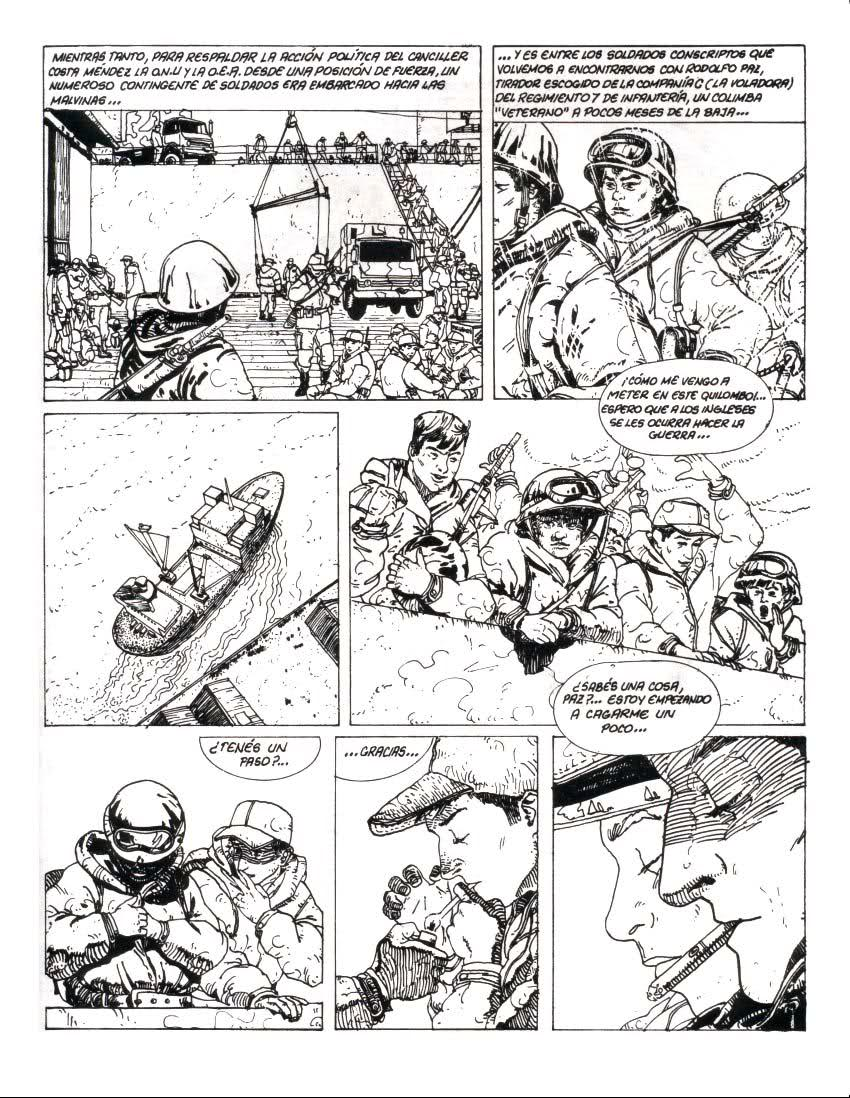 MIENTRAS TANTO, PARA RESPALDAR LA ACCIÓN POLÍTICA DEL CANCILLER
COSTA MÉNDEZ LA O.N.U Y LA O.E.A. DESDE UNA POSICIÓN DE FUERZA, UN
NUMEROSO CONTINGENTE DE SOLDADOS ERA EMBARCADO HACIA LAS
MALVINAS...
...Y ES ENTRE LOS SOLDADOS CONSCRIPTOS QUE
VOLVEMOS A ENCONTRARNOS CON RODOLFO PAZ,
TIRADOR ESCOGIDO DE LA COMPAÑÍA C (LA VOLADORA)
DEL REGIMIENTO 7 DE INFANTERÍA, UN COLIMBA
"VETERANO" A POCOS MESES DE LA BAJA...
¡CÓMO ME VENGO A
METER EN ESTE QUILOMBO!...
ESPERO QUE A LOS INGLESES
SE LES OCURRA HACER LA
GUERRA...
¿SABÉS UNA COSA,
PAZ?... ESTOY EMPEZANDO
A CAGARME UN
POCO...
¿TENÉS UN
FASO?...
...GRACIAS...